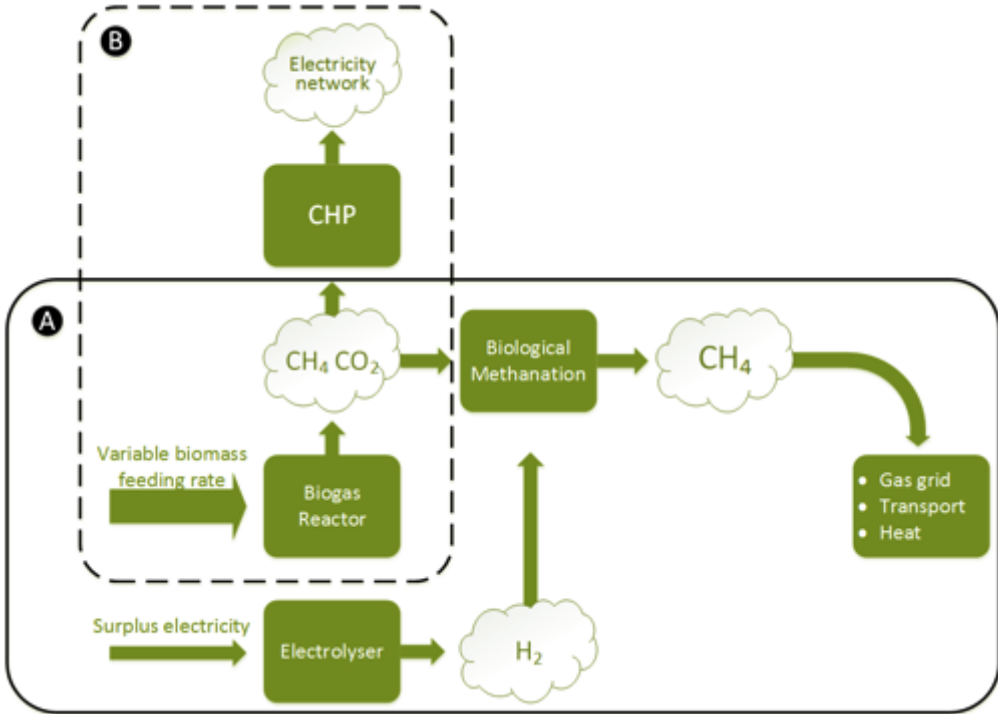 B
Electricity
network
CHP
A
CH₄ CO₂
Biological
Methanation
CH₄
Variable biomass
feeding rate
Biogas
Reactor
• Gas grid
• Transport
• Heat
Surplus electricity
Electrolyser
H₂